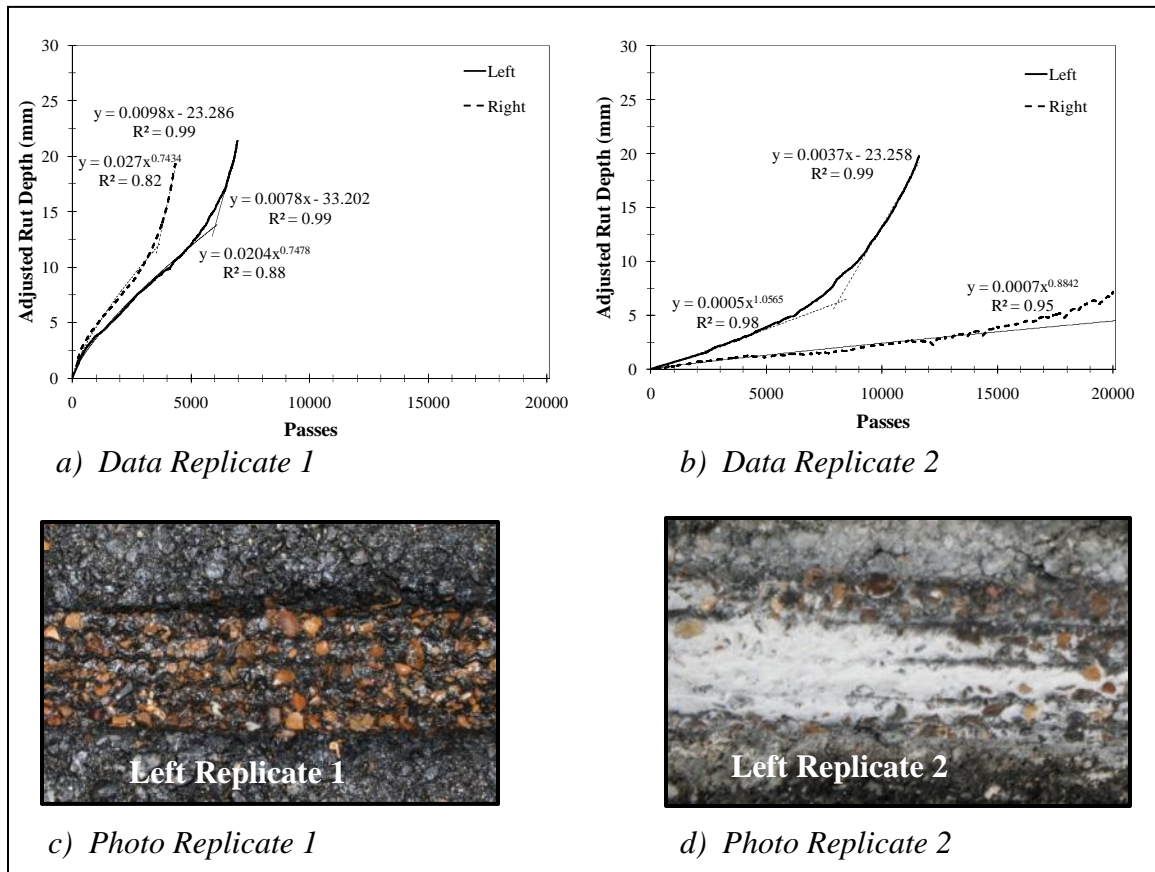 30
25
20
15
10
5
0
Adjusted Rut Depth (mm)
Left
Right
y = 0.0098x - 23.286
R² = 0.99
y = 0.027x^0.7434
R² = 0.82
y = 0.0078x - 33.202
R² = 0.99
y = 0.0204x^0.7478
R² = 0.88
0 5000 10000 15000 20000
Passes
a) Data Replicate 1
30
25
20
15
10
5
0
Adjusted Rut Depth (mm)
Left
Right
y = 0.0037x - 23.258
R² = 0.99
y = 0.0005x^1.0565
R² = 0.98
y = 0.0007x^0.8842
R² = 0.95
0 5000 10000 15000 20000
Passes
b) Data Replicate 2
Left Replicate 1
c) Photo Replicate 1
Left Replicate 2
d) Photo Replicate 2